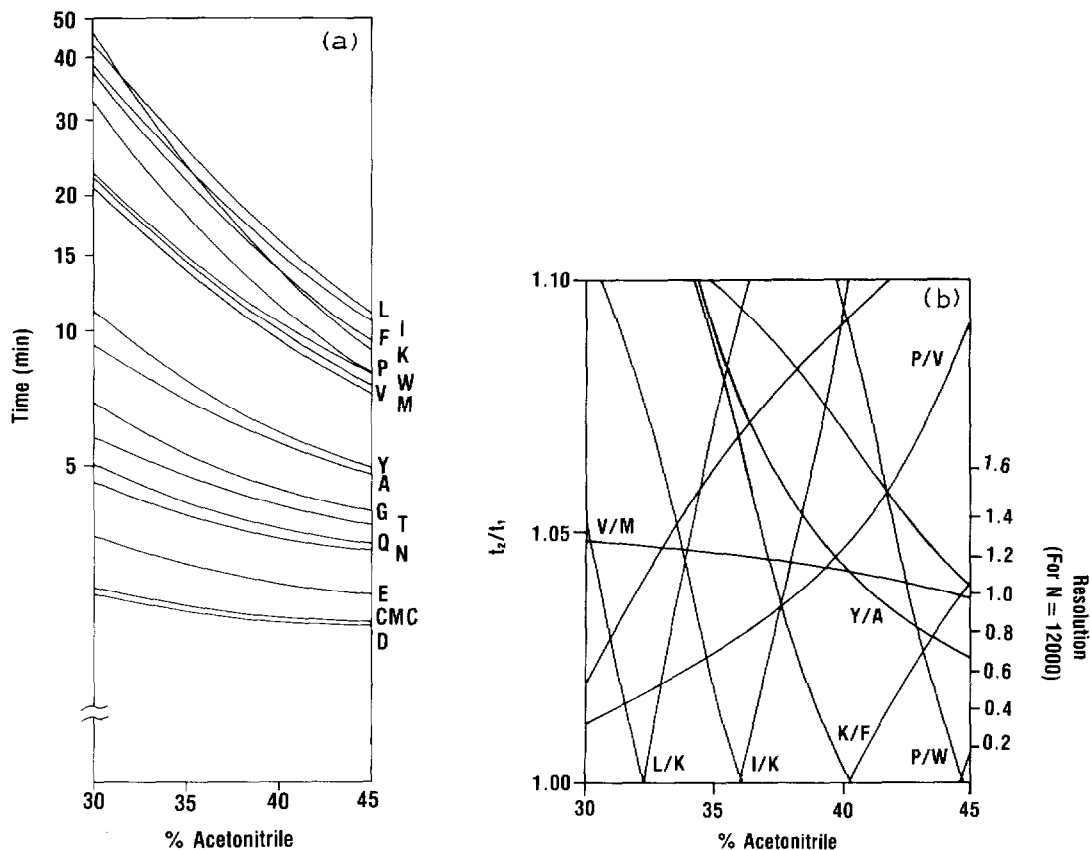 (a)
50
40
30
20
15
10
5
Time (min)
L
I
F
K
P
W
V
M
Y
A
G
T
Q
N
E
CMC
D
30
35
40
45
% Acetonitrile
(b)
1.10
1.05
1.00
t₂/t₁
P/V
V/M
Y/A
K/F
L/K
I/K
P/W
1.6
1.4
1.2
1.0
0.8
0.6
0.4
0.2
Resolution
(For N = 12000)
30
35
40
45
% Acetonitrile